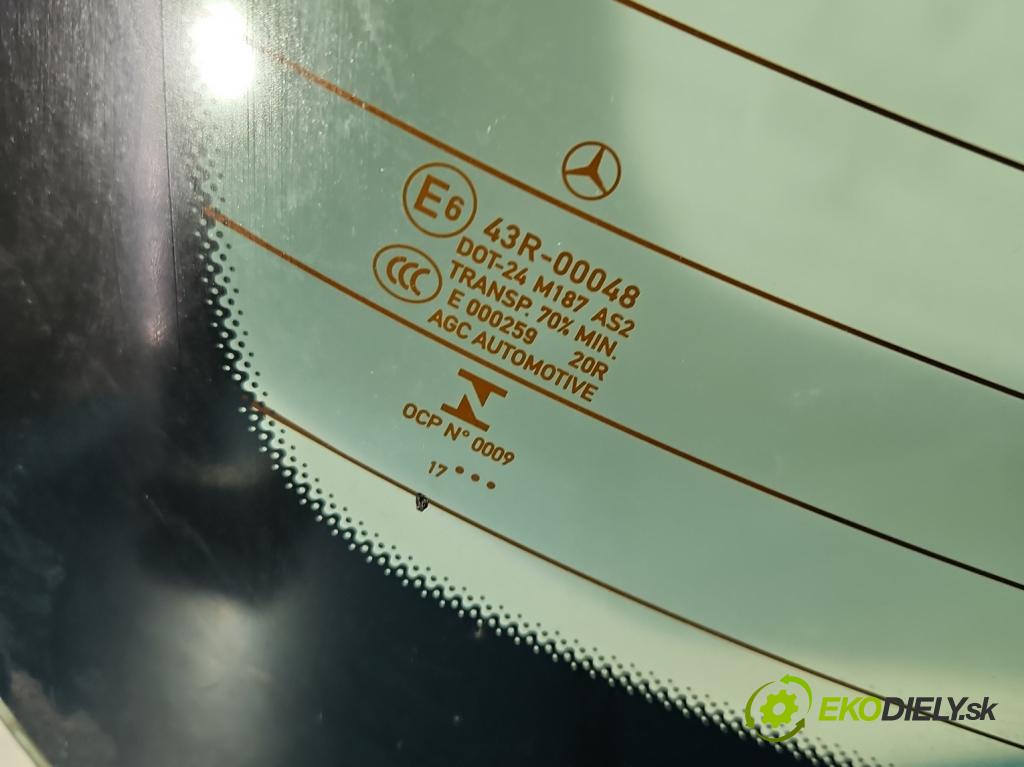 E6 43R-00048
CCC DOT-24 M187 AS2
TRANSP. 70% MIN.
E 000259 20R
AGC AUTOMOTIVE
OCP N° 0009
17 •••
EKODIELY.sk